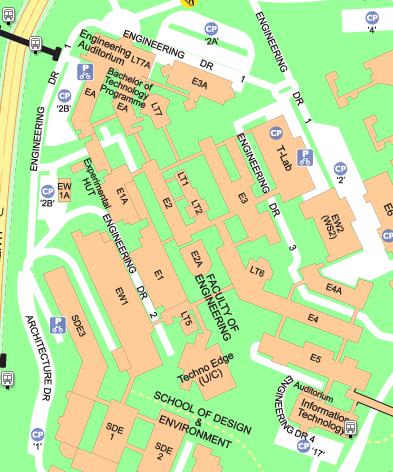 CP
'2A'
CP
'4'
ENGINEERING
DR
1
Engineering
Auditorium
LT7A
ENGINEERING
DR
1
E3A
P
Bachelor of
Technology
Programme
EA
EA
LT7
CP
'2B'
ENGINEERING
DR
1
ENGINEERING
DR
3
CP
T-Lab
P
CP
'2'
Experimental
HUT
EW
1A
CP
'2B'
E1A
E2
LT1
LT2
E3
EW2
(WS2)
E6
CP
ENGINEERING
DR
2
E1
E2A
FACULTY OF
ENGINEERING
LT6
E4A
EW1
LT5
E4
E5
SDE3
P
ARCHITECTURE DR
Techno Edge
(U/C)
Auditorium
Information
Technology
ENGINEERING DR 4
CP
'17'
SCHOOL OF DESIGN
&
ENVIRONMENT
SDE
1
SDE
2
CP
'1'